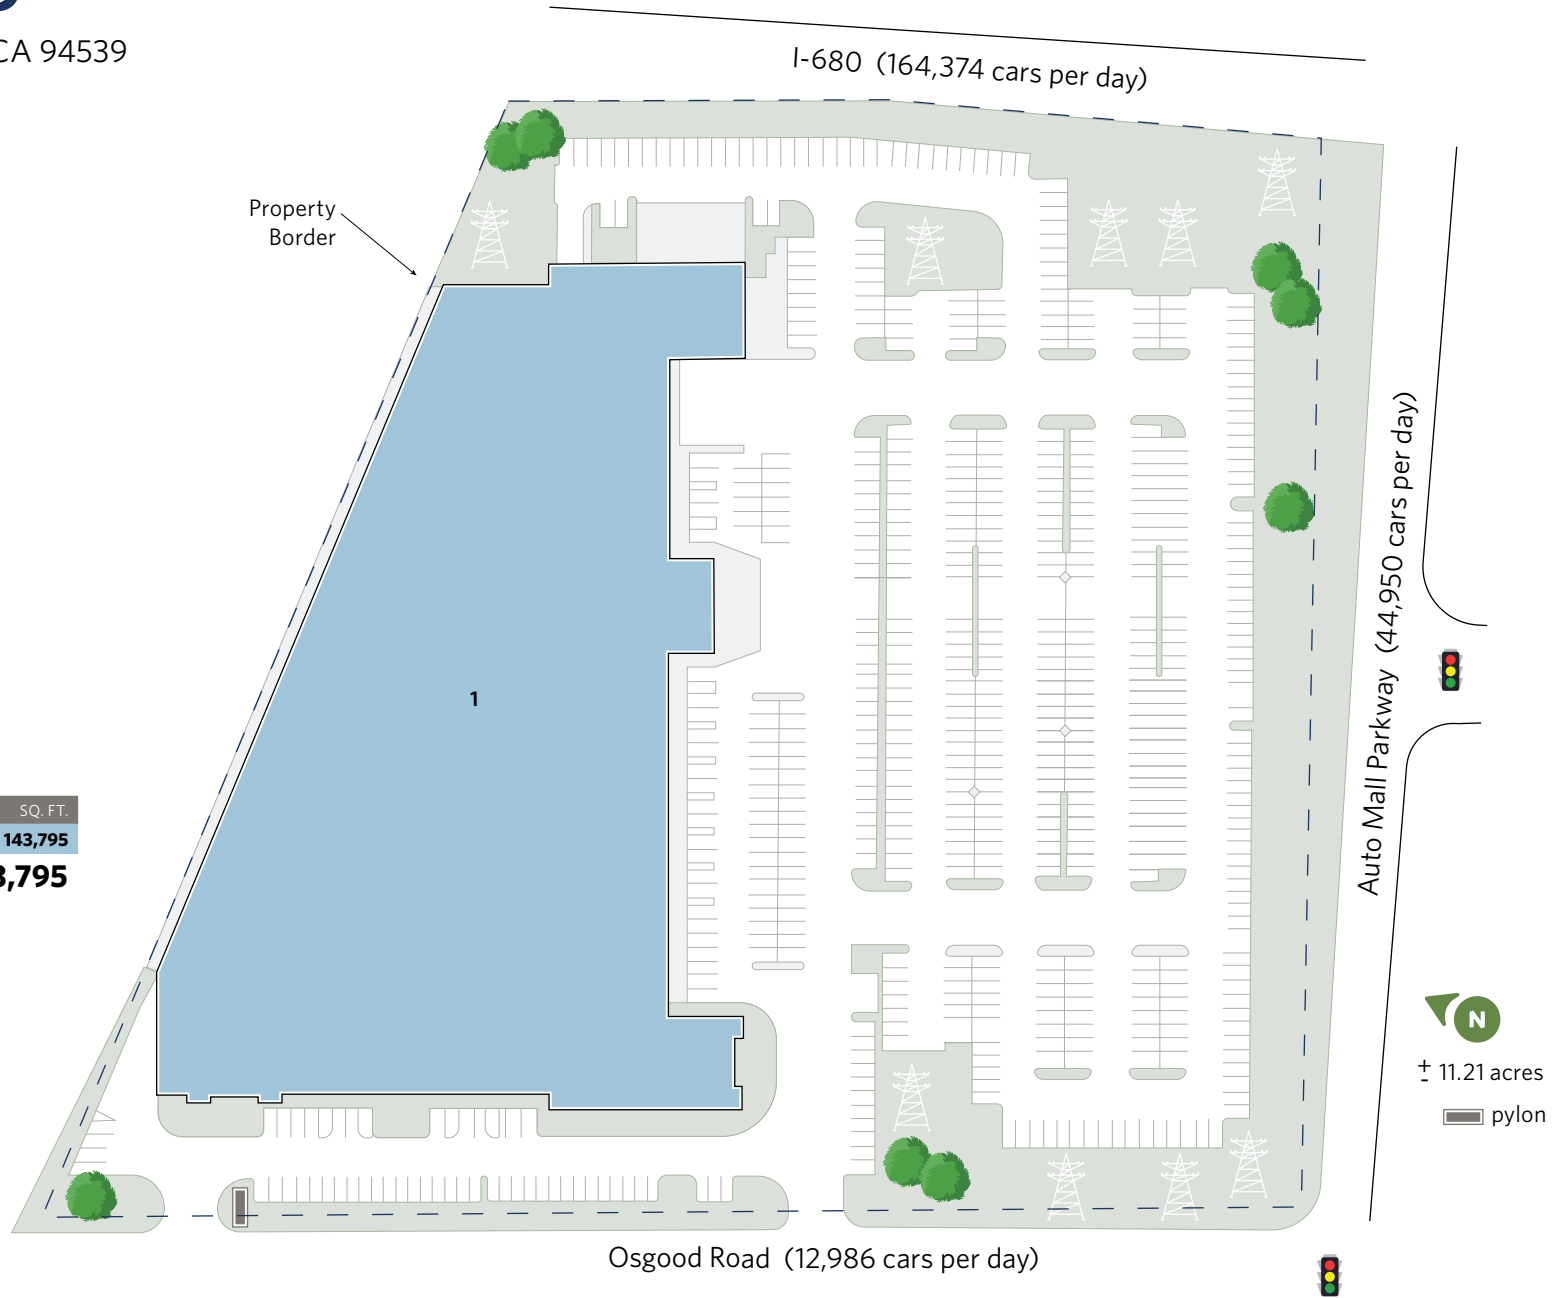 CA 94539
I-680 (164,374 cars per day)
Property
Border
Auto Mall Parkway (44,950 cars per day)
1
SQ. FT.
143,795
3,795
N
± 11.21 acres
pylon
Osgood Road (12,986 cars per day)